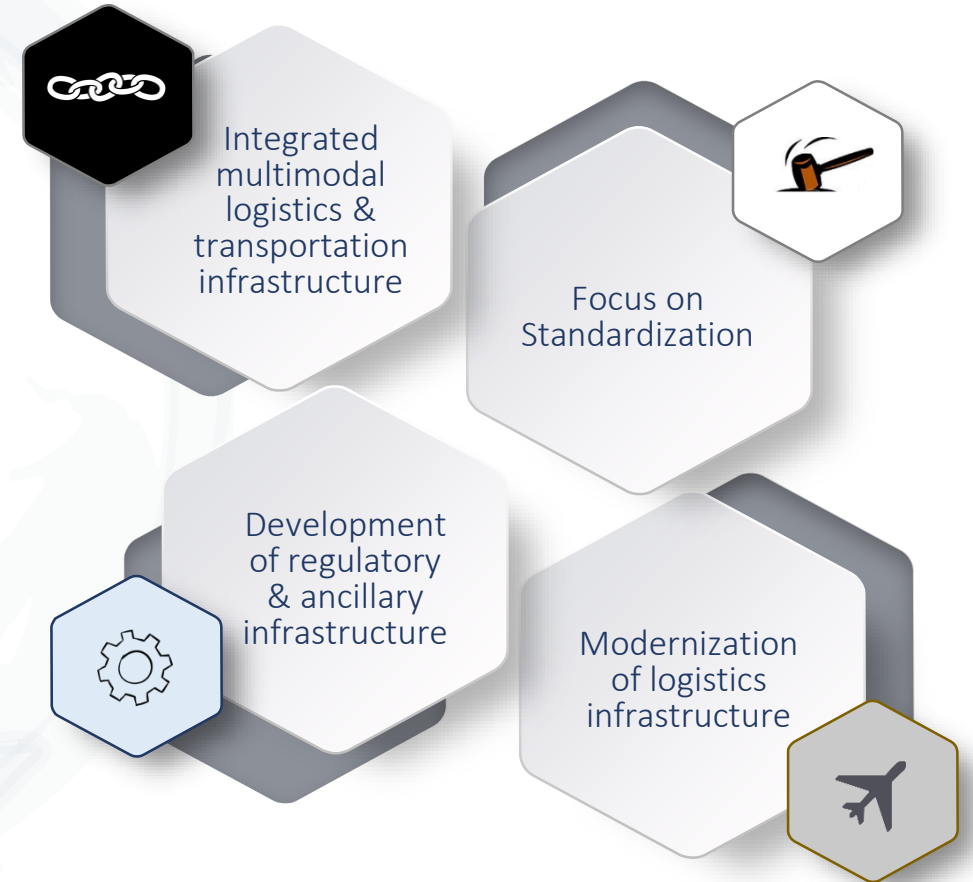 Integrated
multimodal
logistics &
transportation
infrastructure
Focus on
Standardization
Development
of regulatory
& ancillary
infrastructure
Modernization
of logistics
infrastructure